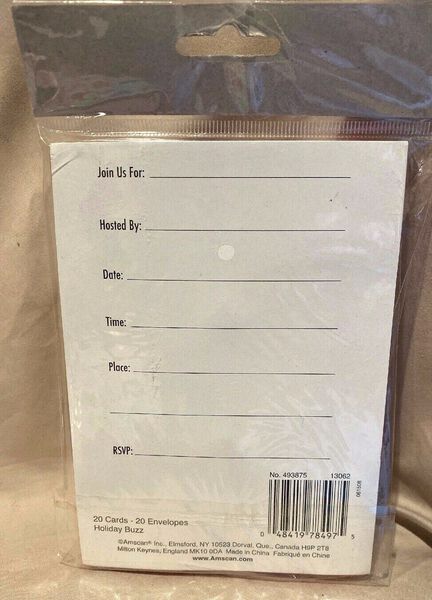 Join Us For:
Hosted By:
Date:
Time:
Place:
RSVP:
No. 493875 13062
061508
0 48419 78497 5
20 Cards - 20 Envelopes
Holiday Buzz
©Amscan® Inc., Elmsford, NY 10523 Dorval, Que., Canada H9P 2T8
Milton Keynes, England MK10 0DA Made in China Fabriqué en Chine
www.Amscan.com